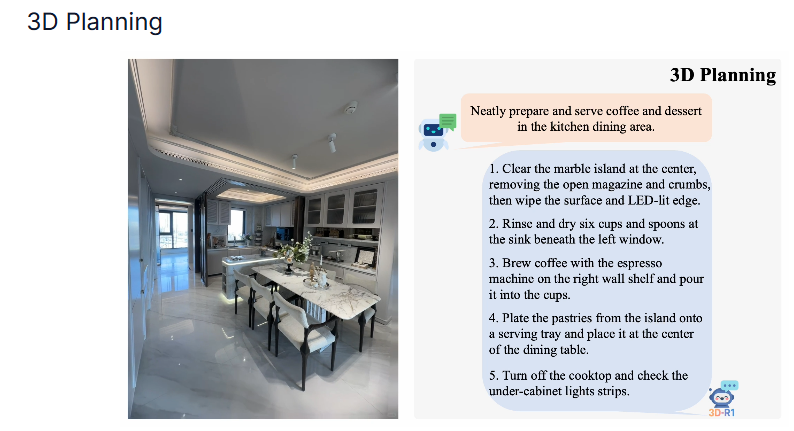 3D Planning
3D Planning
Neatly prepare and serve coffee and dessert
in the kitchen dining area.
1. Clear the marble island at the center,
removing the open magazine and crumbs,
then wipe the surface and LED-lit edge.
2. Rinse and dry six cups and spoons at
the sink beneath the left window.
3. Brew coffee with the espresso
machine on the right wall shelf and pour
it into the cups.
4. Plate the pastries from the island onto
a serving tray and place it at the center
of the dining table.
5. Turn off the cooktop and check the
under-cabinet lights strips.
3D-R1